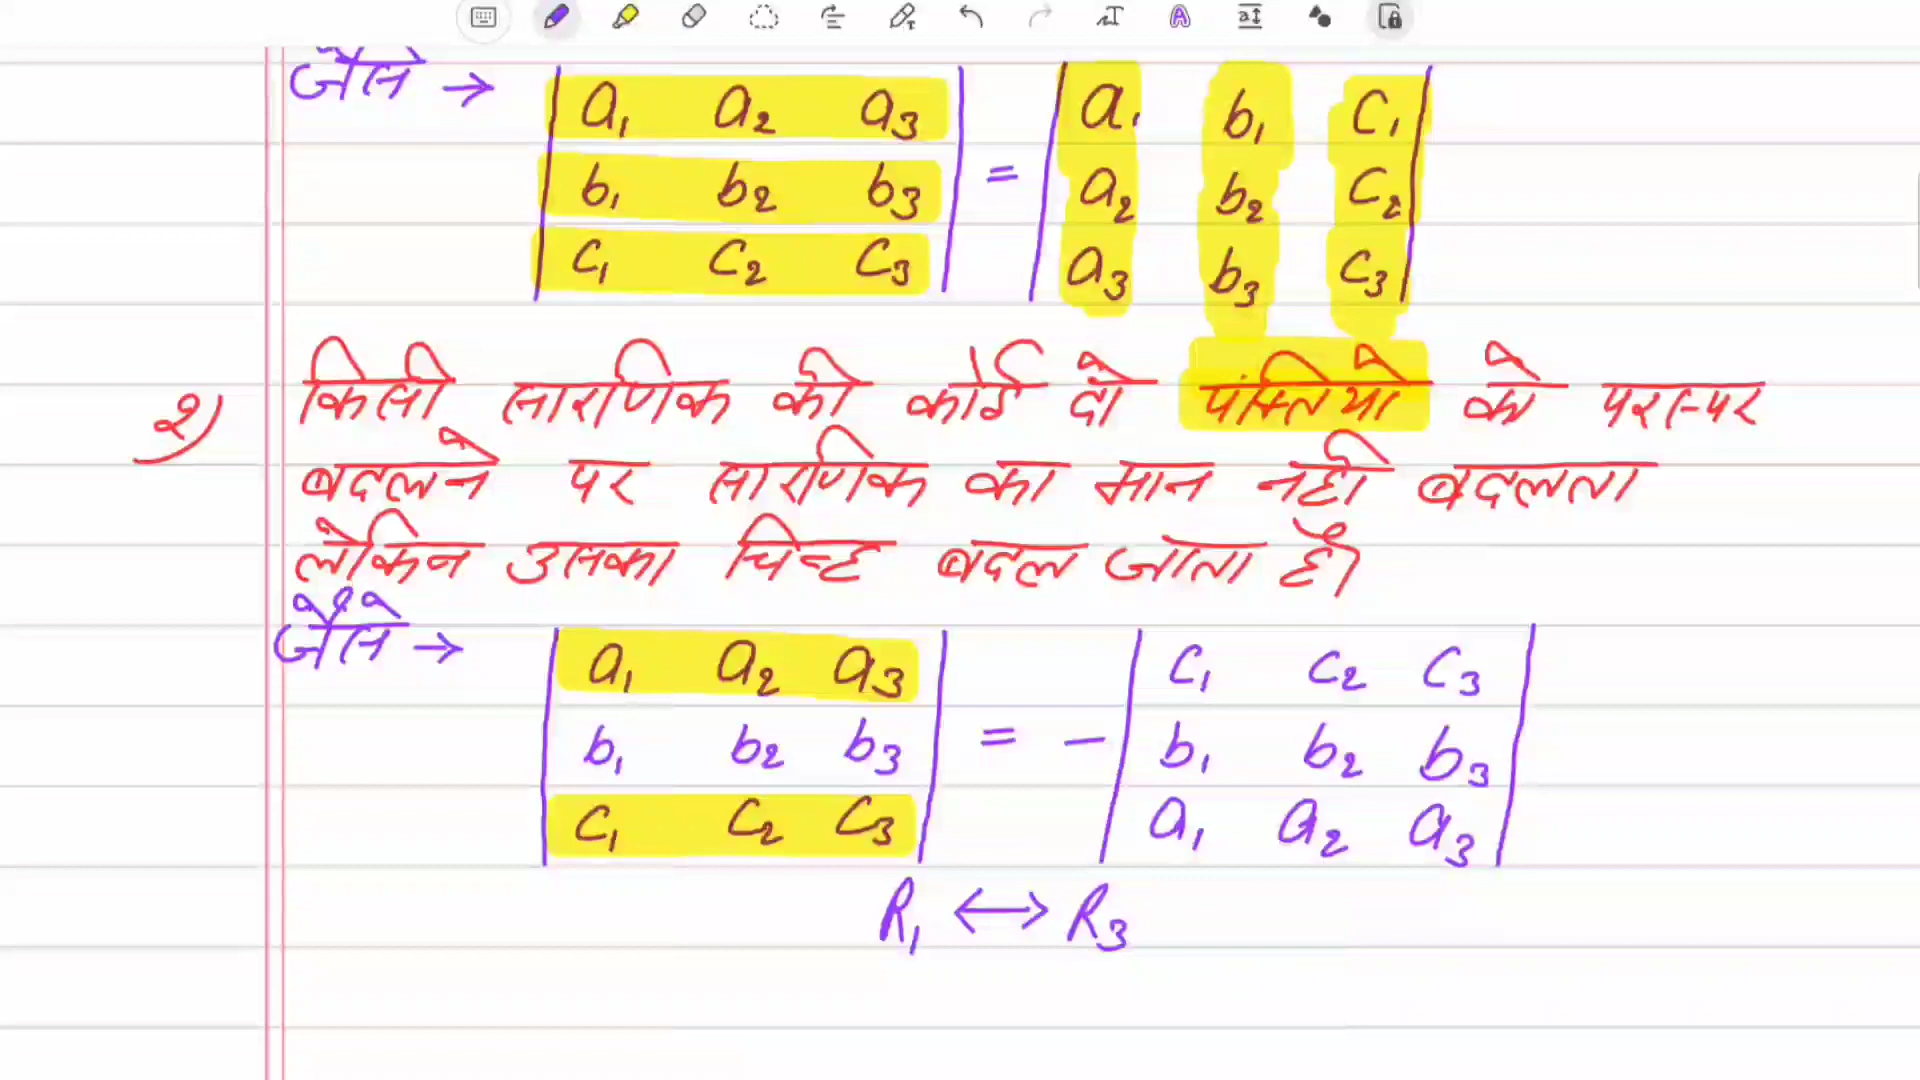 जैसे →
| a₁ a₂ a₃ | = | a₁ b₁ c₁ |
| b₁ b₂ b₃ | | a₂ b₂ c₂ |
| c₁ c₂ c₃ | | a₃ b₃ c₃ |
२) किसी सारणिक की कोई दो पंक्तियो को परस्पर
बदलने पर सारणिक का मान नही बदलता
लेकिन उसका चिन्ह बदल जाता है।
जैसे →
| a₁ a₂ a₃ | | c₁ c₂ c₃ |
| b₁ b₂ b₃ | = - | b₁ b₂ b₃ |
| c₁ c₂ c₃ | | a₁ a₂ a₃ |
R₁ ↔ R₃